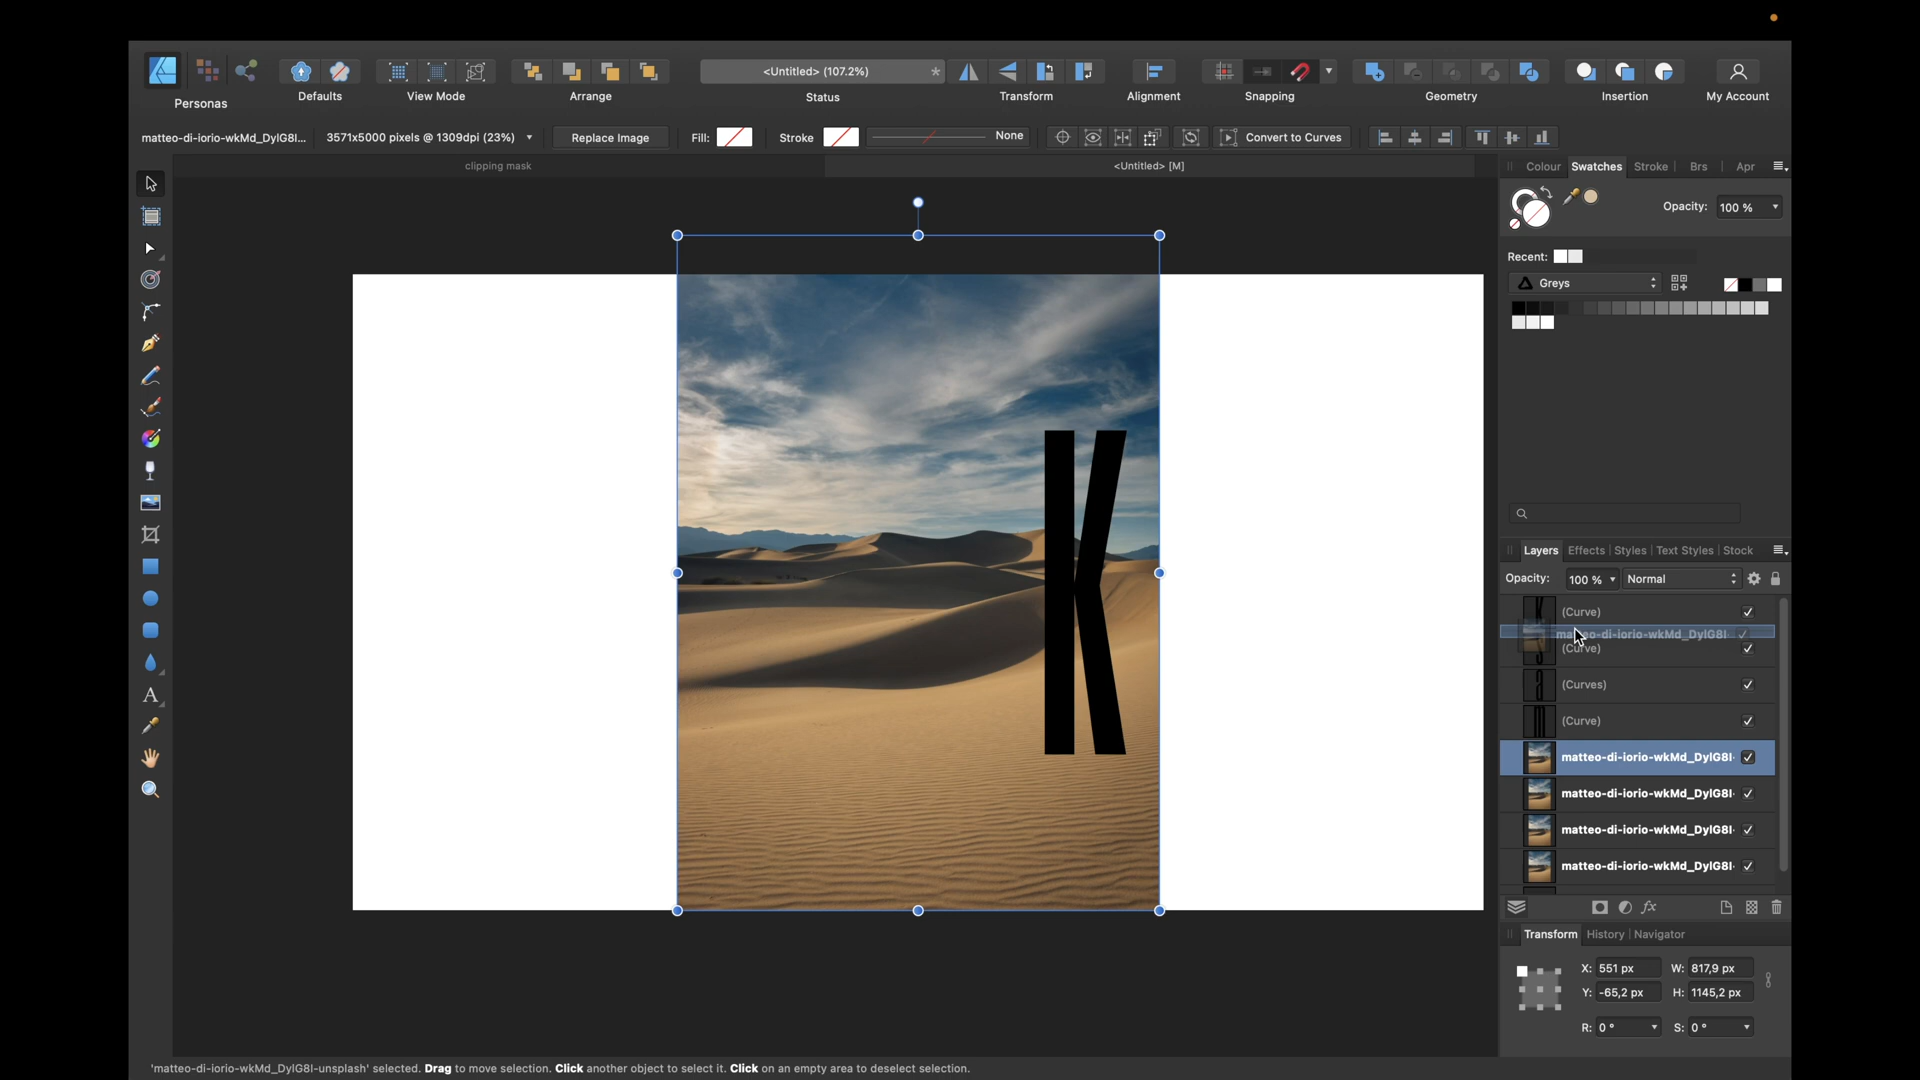 <Untitled> (107.2%)
*
Personas
Defaults
View Mode
Arrange
Status
Transform
Alignment
Snapping
Geometry
Insertion
My Account
matteo-di-iorio-wkMd_DylG8I...
3571x5000 pixels @ 1309dpi (23%)
Replace Image
Fill:
Stroke
None
Convert to Curves
clipping mask
<Untitled> [M]
Colour
Swatches
Stroke
Brs
Apr
Opacity:
100 %
Recent:
Greys
K
Layers
Effects
Styles
Text Styles
Stock
Opacity:
100 %
Normal
(Curve)
matteo-di-iorio-wkMd_DylG8I
(Curve)
(Curves)
(Curve)
matteo-di-iorio-wkMd_DylG8I-
matteo-di-iorio-wkMd_DylG8I-
matteo-di-iorio-wkMd_DylG8I-
matteo-di-iorio-wkMd_DylG8I-
fx
Transform
History
Navigator
X: 551 px
W: 817,9 px
Y: -65,2 px
H: 1145,2 px
R: 0 °
S: 0 °
'matteo-di-iorio-wkMd_DylG8I-unsplash' selected. Drag to move selection. Click another object to select it. Click on an empty area to deselect selection.